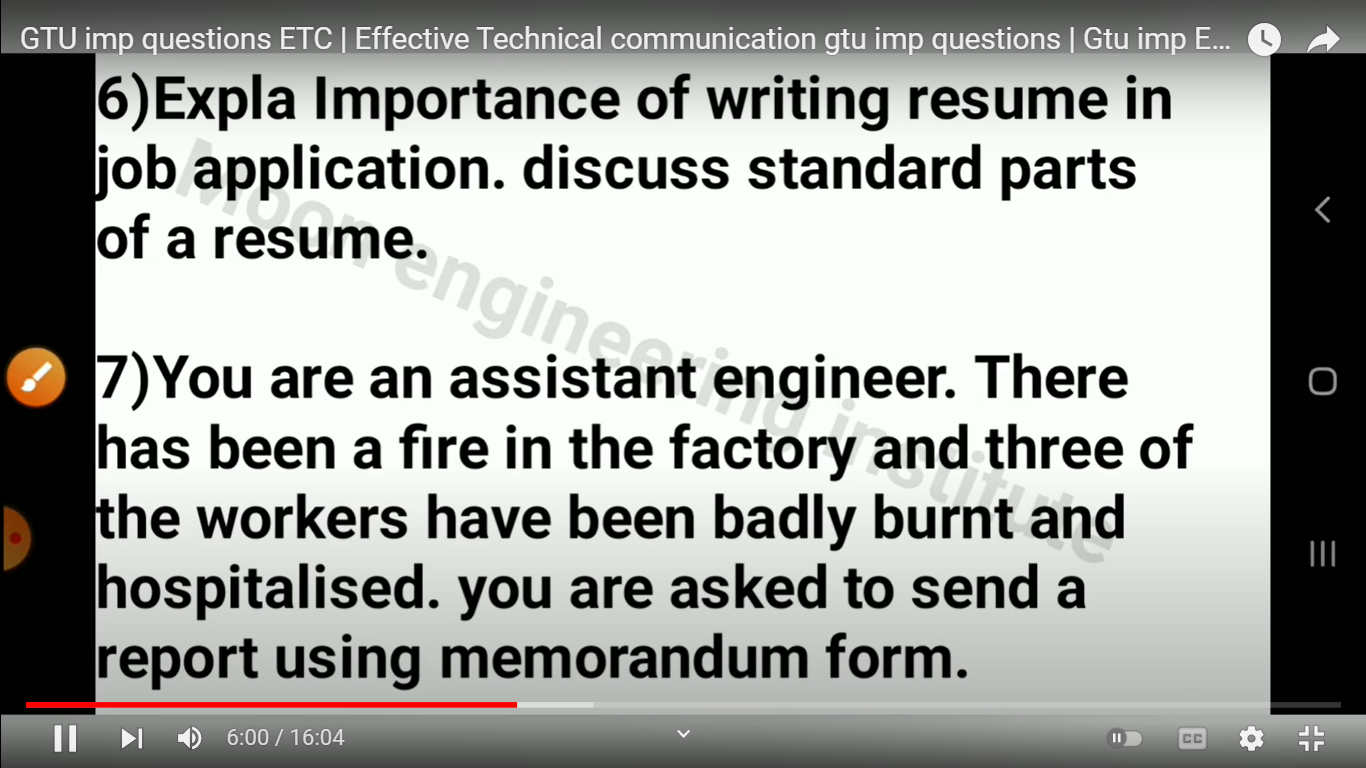 GTU imp questions ETC | Effective Technical communication gtu imp questions | Gtu imp E...
6)Expla Importance of writing resume in
job application. discuss standard parts
of a resume.
Moon engineering institute
7)You are an assistant engineer. There
has been a fire in the factory and three of
the workers have been badly burnt and
hospitalised. you are asked to send a
report using memorandum form.
6:00 / 16:04
CC